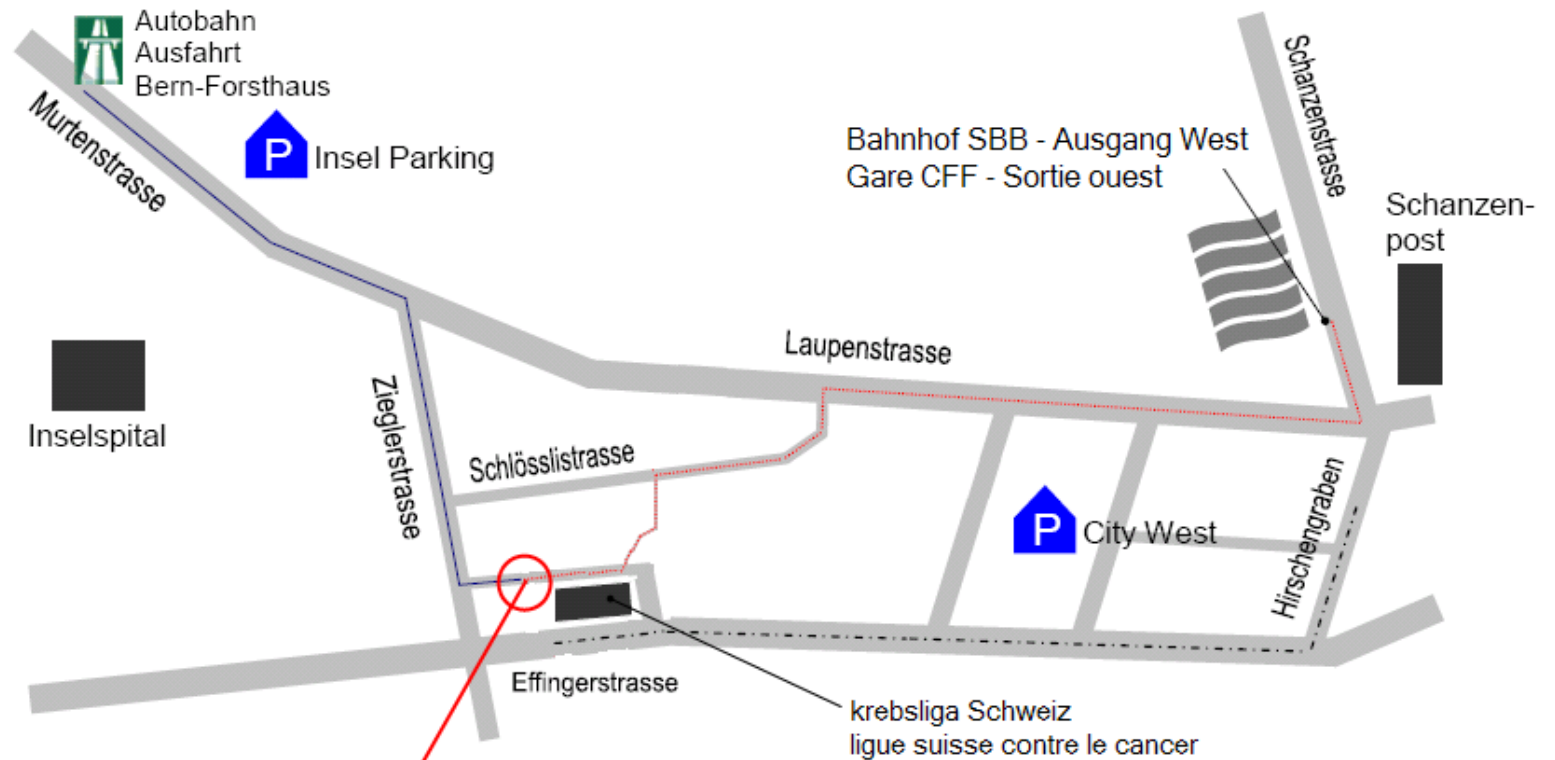 Autobahn
Ausfahrt
Bern-Forsthaus
Murtenstrasse
P Insel Parking
Schanzenstrasse
Bahnhof SBB - Ausgang West
Gare CFF - Sortie ouest
Schanzen-
post
Laupenstrasse
Inselspital
Zieglerstrasse
Schlösslistrasse
P City West
Hirschengraben
Effingerstrasse
krebsliga Schweiz
ligue suisse contre le cancer